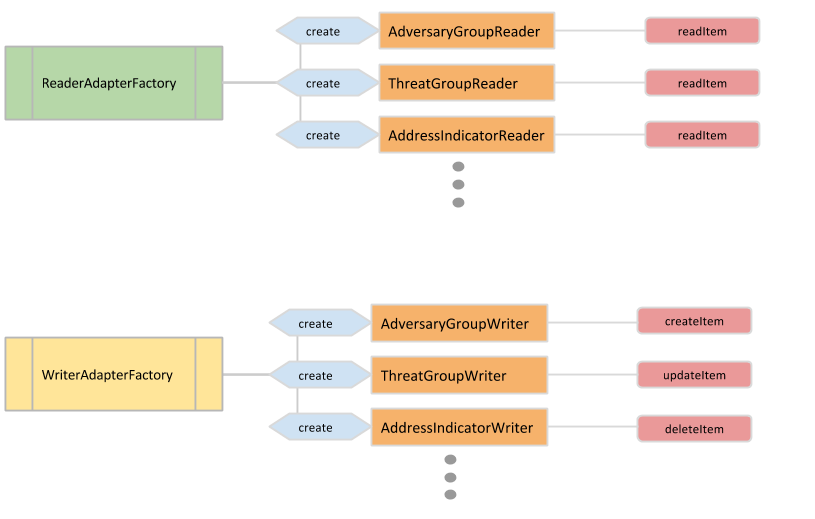 create
AdversaryGroupReader
readItem
ReaderAdapterFactory
create
ThreatGroupReader
readItem
create
AddressIndicatorReader
readItem
create
AdversaryGroupWriter
createItem
WriterAdapterFactory
create
ThreatGroupWriter
updateItem
create
AddressIndicatorWriter
deleteItem